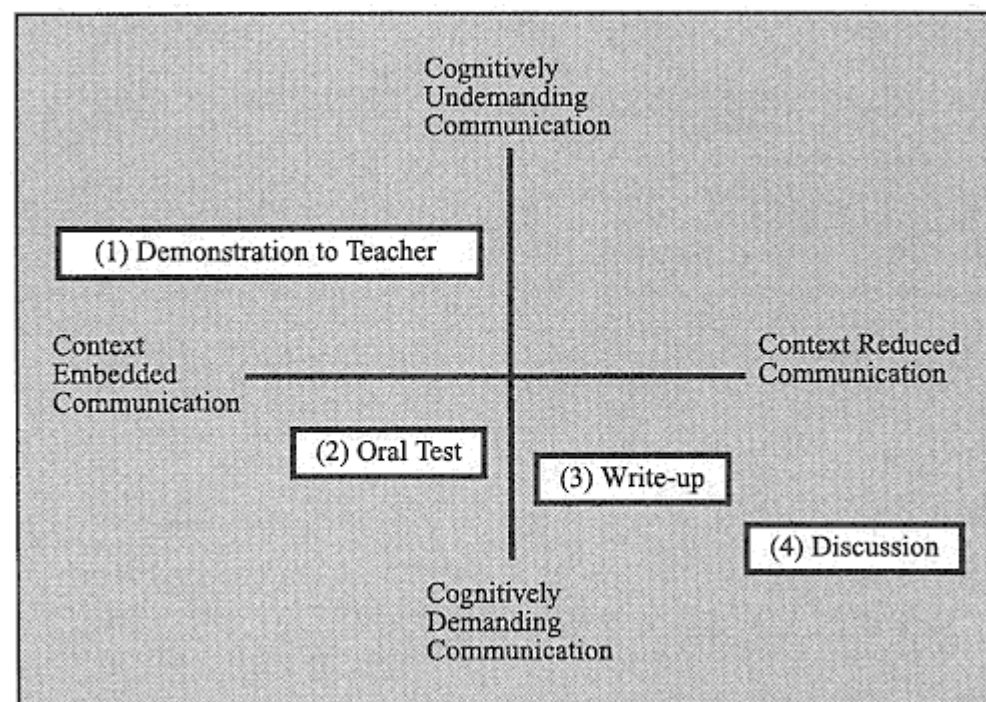 Cognitively
Undemanding
Communication
(1) Demonstration to Teacher
Context
Embedded
Communication
Context Reduced
Communication
(2) Oral Test
(3) Write-up
(4) Discussion
Cognitively
Demanding
Communication